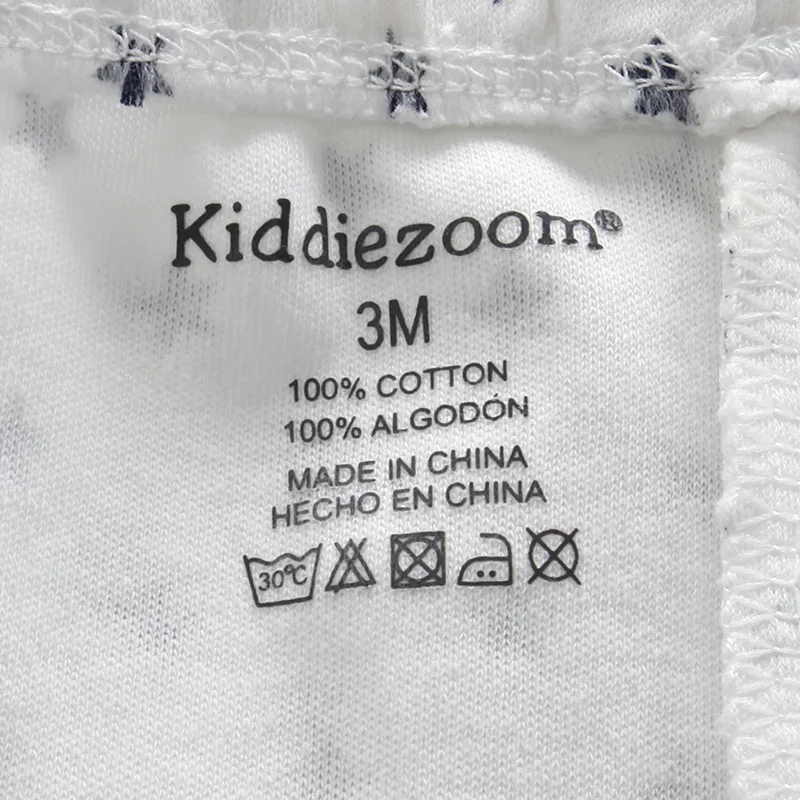 Kiddiezoom®
3M
100% COTTON
100% ALGODÓN
MADE IN CHINA
HECHO EN CHINA
30°C